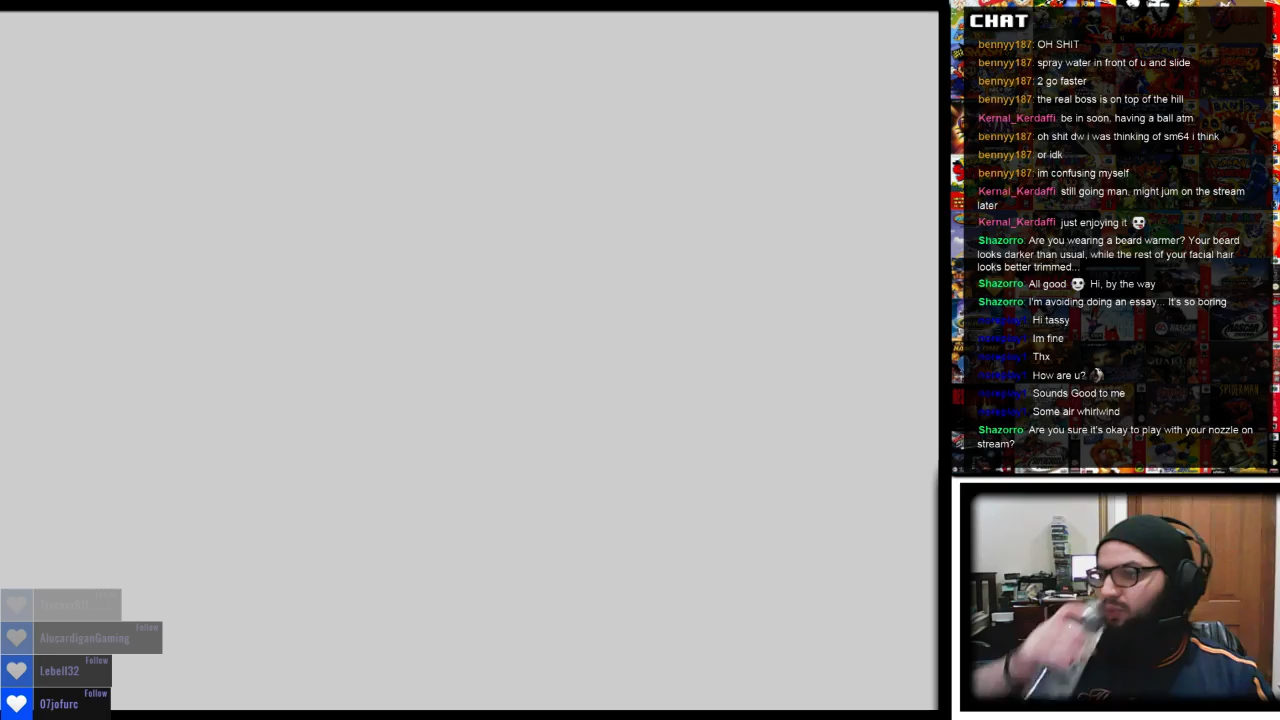 CHAT
bennyy187: OH SHIT
bennyy187: spray water in front of u and slide
bennyy187: 2 go faster
bennyy187: the real boss is on top of the hill
Kernal_Kerdaffi be in soon, having a ball atm
bennyy187: oh shit dw i was thinking of sm64 i think
bennyy187: or idk
bennyy187: im confusing myself
Kernal_Kerdaffi still going man, might jum on the stream
later
Kernal_Kerdaffi just enjoying it
Shazorro: Are you wearing a beard warmer? Your beard
looks darker than usual, while the rest of your facial hair
looks better trimmed...
Shazorro: All good Hi, by the way
Shazorro: I'm avoiding doing an essay... It's so boring
Hi tassy
Im fine
Thx
How are u?
Sounds Good to me
Some air whirlwind
Shazorro: Are you sure it's okay to play with your nozzle on
stream?
Follow
Follow
AlucardiganGaming
Follow
Lebell32
Follow
07jofurc